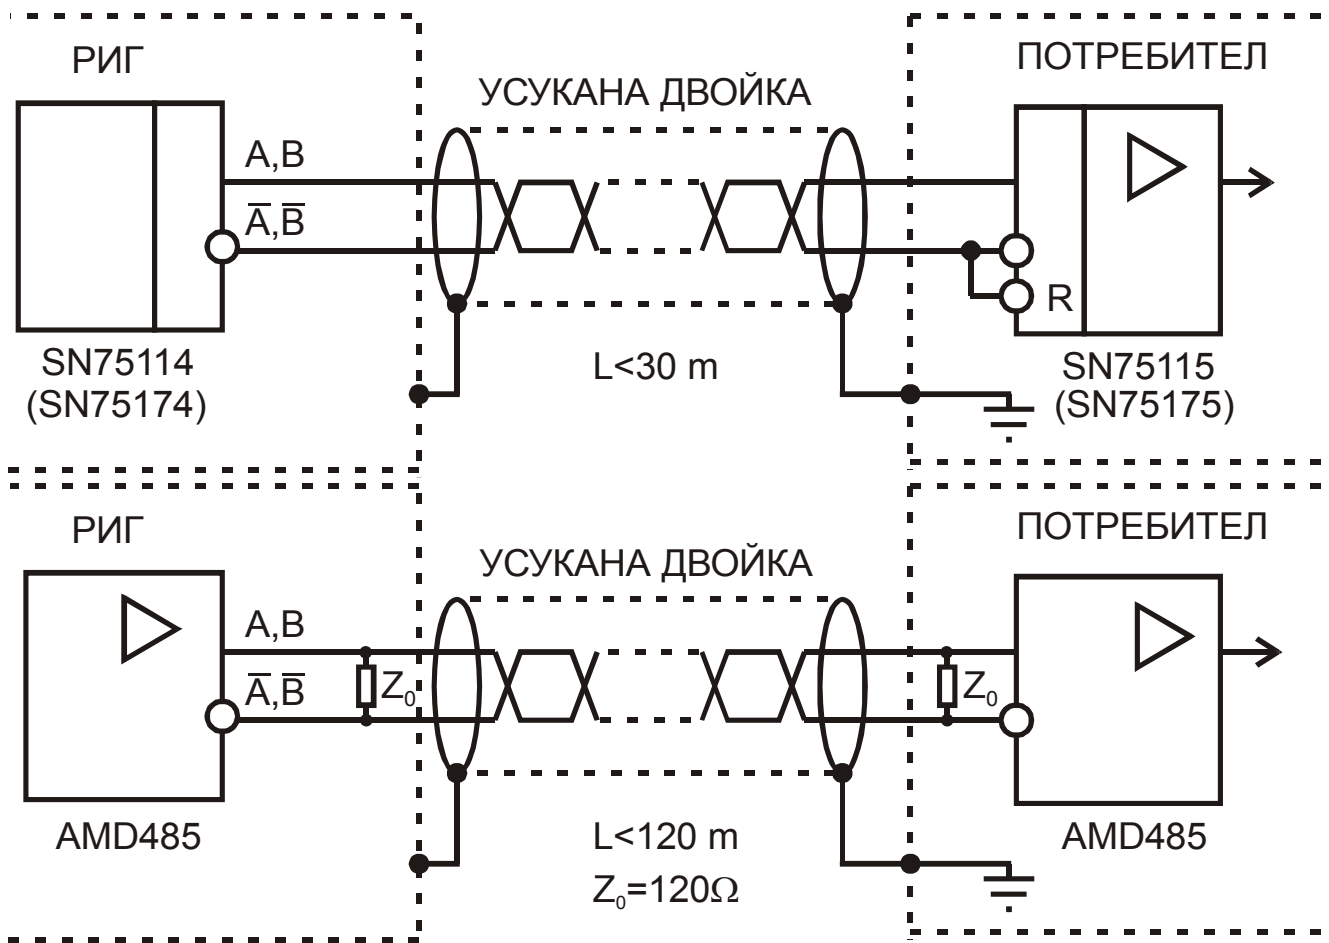 РИГ
ПОТРЕБИТЕЛ
УСУКАНА ДВОЙКА
A,B
A̅,B̅
R
SN75114
(SN75174)
L<30 m
SN75115
(SN75175)
РИГ
ПОТРЕБИТЕЛ
УСУКАНА ДВОЙКА
A,B
A̅,B̅
Z₀
Z₀
AMD485
L<120 m
Z₀=120Ω
AMD485